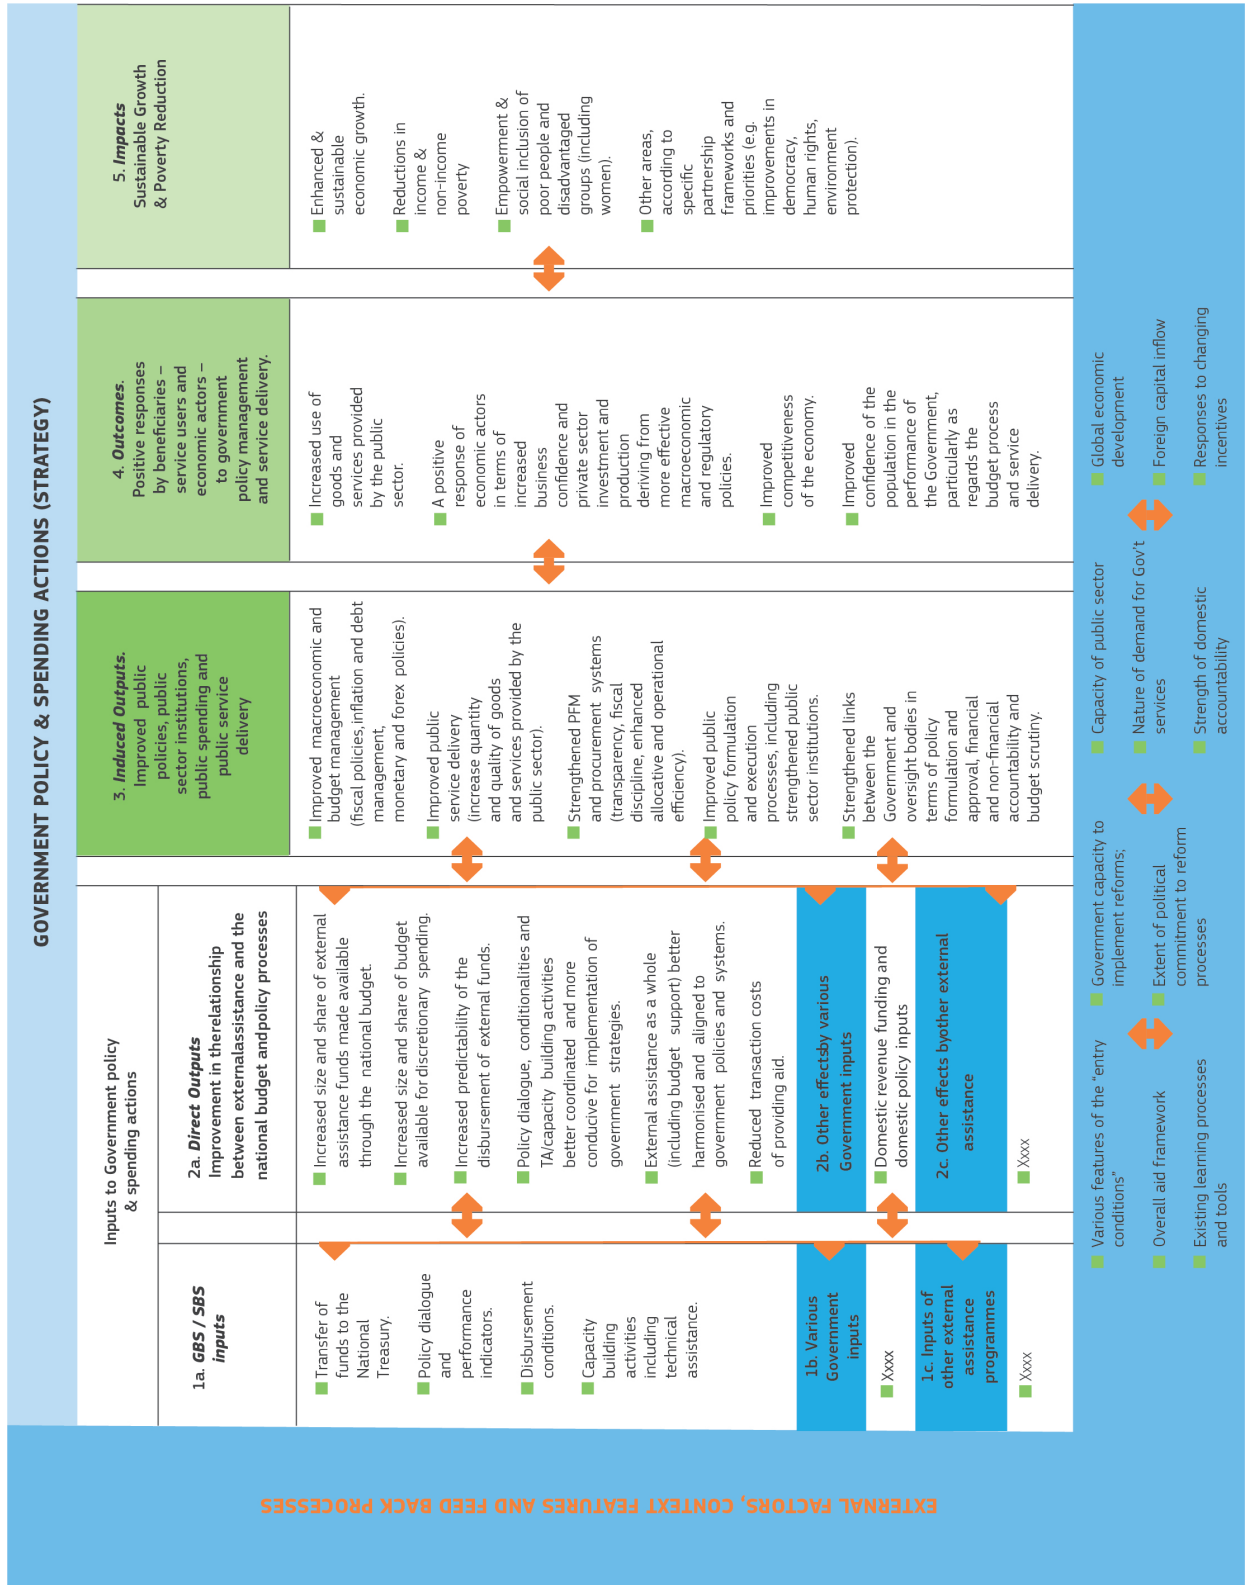 GOVERNMENT POLICY & SPENDING ACTIONS (STRATEGY)
Inputs to Government policy
& spending actions
1a. GBS / SBS
inputs
Transfer of
funds to the
National
Treasury.
Policy dialogue
and
performance
indicators.
Disbursement
conditions.
Capacity
building
activities
including
technical
assistance.
1b. Various
Government
inputs
Xxxx
1c. Inputs of
other external
assistance
programmes
Xxxx
2a. Direct Outputs
Improvement in therelationship
between externalassistance and the
national budget andpolicy processes
Increased size and share of external
assistance funds made available
through the national budget.
Increased size and share of budget
available for discretionary spending.
Increased predictability of the
disbursement of external funds.
Policy dialogue, conditionalities and
TA/capacity building activities
better coordinated and more
conducive for implementation of
government strategies.
External assistance as a whole
(including budget support) better
harmonised and aligned to
government policies and systems.
Reduced transaction costs
of providing aid.
2b. Other effectsby various
Government inputs
Domestic revenue funding and
domestic policy inputs
2c. Other effects byother external
assistance
Xxxx
3. Induced Outputs.
Improved public
policies, public
sector institutions,
public spending and
public service
delivery
Improved macroeconomic and
budget management
(fiscal policies, inflation and debt
management,
monetary and forex policies).
Improved public
service delivery
(increase quantity
and quality of goods
and services provided by the
public sector).
Strengthened PFM
and procurement systems
(transparency, fiscal
discipline, enhanced
allocative and operational
efficiency).
Improved public
policy formulation
and execution
processes, including
strengthened public
sector institutions.
Strengthened links
between the
Government and
oversight bodies in
terms of policy
formulation and
approval, financial
and non-financial
accountability and
budget scrutiny.
4. Outcomes.
Positive responses
by beneficiaries –
service users and
economic actors –
to government
policy management
and service delivery.
Increased use of
goods and
services provided
by the public
sector.
A positive
response of
economic actors
in terms of
increased
business
confidence and
private sector
investment and
production
deriving from
more effective
macroeconomic
and regulatory
policies.
Improved
competitiveness
of the economy.
Improved
confidence of the
population in the
performance of
the Government,
particularly as
regards the
budget process
and service
delivery.
5. Impacts
Sustainable Growth
& Poverty Reduction
Enhanced &
sustainable
economic growth.
Reductions in
income &
non-income
poverty
Empowerment &
social inclusion of
poor people and
disadvantaged
groups (including
women).
Other areas,
according to
specific
partnership
frameworks and
priorities (e.g.
improvements in
democracy,
human rights,
environment
protection).
EXTERNAL FACTORS, CONTEXT FEATURES AND FEED BACK PROCESSES
Various features of the “entry
conditions”
Overall aid framework
Existing learning processes
and tools
Government capacity to
implement reforms;
Extent of political
commitment to reform
processes
Capacity of public sector
Nature of demand for Gov’t
services
Strength of domestic
accountability
Global economic
development
Foreign capital inflow
Responses to changing
incentives